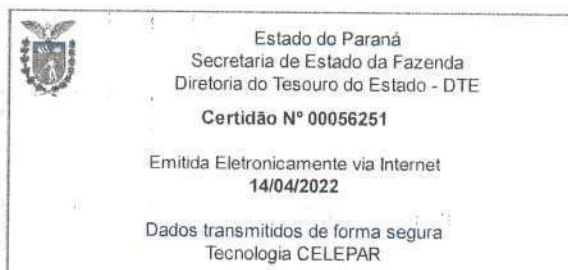 Estado do Paraná
Secretaria de Estado da Fazenda
Diretoria do Tesouro do Estado - DTE
Certidão Nº 00056251
Emitida Eletronicamente via Internet
14/04/2022
Dados transmitidos de forma segura
Tecnologia CELEPAR